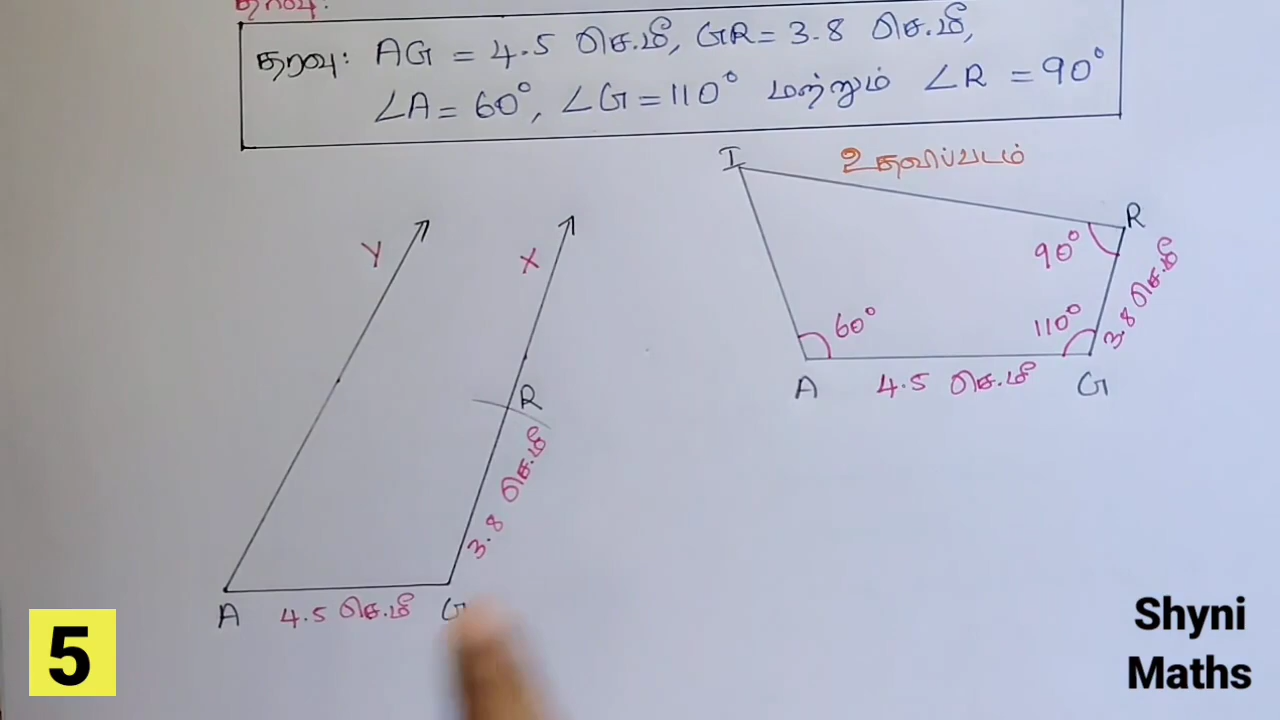 தரவு:
தரவு: AG = 4.5 செ.மீ, GR = 3.8 செ.மீ,
∠A = 60°, ∠G = 110° மற்றும் ∠R = 90°
உதவிப்படம்
I
R
90°
3.8 செ.மீ
60°
110°
A
4.5 செ.மீ
G
Y
X
R
3.8 செ.மீ
A
4.5 செ.மீ
G
5
Shyni
Maths